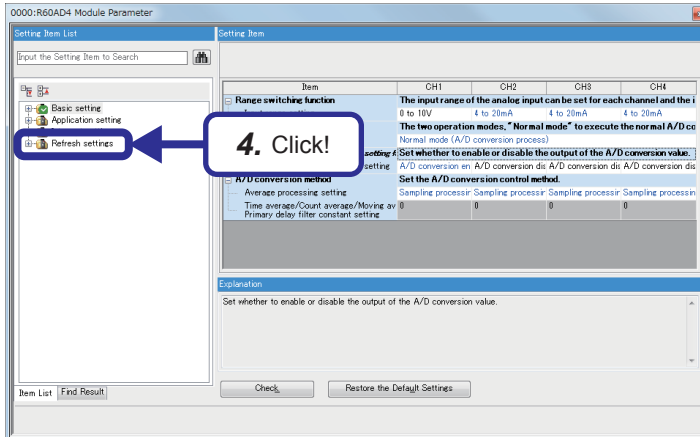 0000:R60AD4 Module Parameter
Setting Item List
Setting Item
Input the Setting Item to Search
Item CH1 CH2 CH3 CH4
Basic setting
Application setting
Refresh settings
4. Click!
Range switching function The input range of the analog input can be set for each channel and the i
0 to 10V 4 to 20mA 4 to 20mA 4 to 20mA
The two operation modes, "Normal mode" to execute the normal A/D co
Normal mode (A/D conversion process)
setting f Set whether to enable or disable the output of the A/D conversion value.
setting A/D conversion en A/D conversion dis A/D conversion dis A/D conversion dis
A/D conversion method Set the A/D conversion control method.
Average processing setting Sampling processin Sampling processin Sampling processin Sampling processin
Time average/Count average/Moving av 0 0 0 0
Primary delay filter constant setting
Explanation
Set whether to enable or disable the output of the A/D conversion value.
Item List Find Result
Check Restore the Default Settings